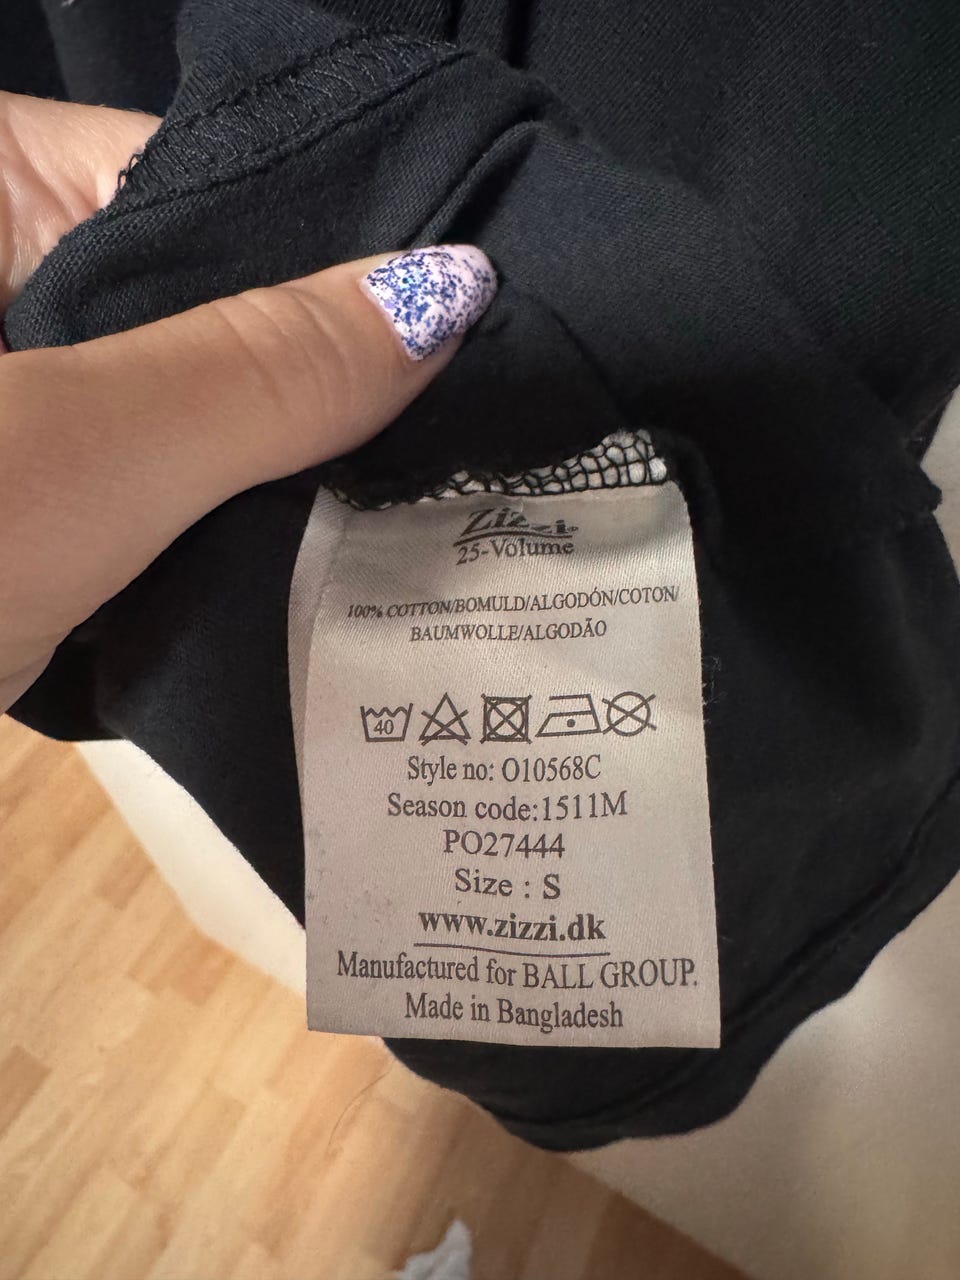 Zizzi
25-Volume
100% COTTON/BOMULD/ALGODÓN/COTON/
BAUMWOLLE/ALGODÃO
40
Style no: O10568C
Season code:1511M
PO27444
Size : S
www.zizzi.dk
Manufactured for BALL GROUP.
Made in Bangladesh